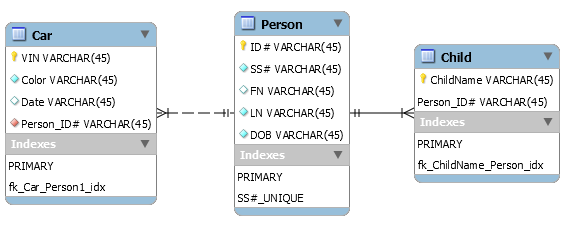 Car
VIN VARCHAR(45)
Color VARCHAR(45)
Date VARCHAR(45)
Person_ID# VARCHAR(45)
Indexes
PRIMARY
fk_Car_Person1_idx
Person
ID# VARCHAR(45)
SS# VARCHAR(45)
FN VARCHAR(45)
LN VARCHAR(45)
DOB VARCHAR(45)
Indexes
PRIMARY
SS#_UNIQUE
Child
ChildName VARCHAR(45)
Person_ID# VARCHAR(45)
Indexes
PRIMARY
fk_ChildName_Person_idx